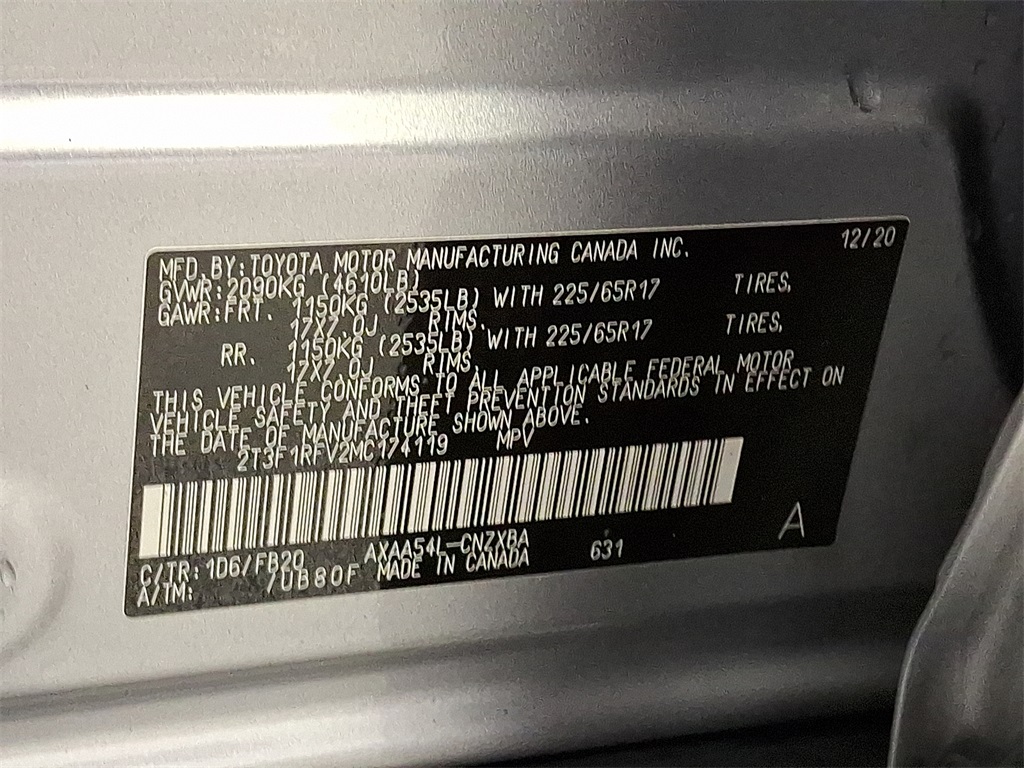 MFD.BY:TOYOTA MOTOR MANUFACTURING CANADA INC. 12/20
GVWR:2090KG (4610LB)
GAWR:FRT. 1150KG (2535LB) WITH 225/65R17 TIRES,
17X7.0J RIMS.
RR. 1150KG (2535LB) WITH 225/65R17 TIRES,
17X7.0J RIMS
THIS VEHICLE CONFORMS TO ALL APPLICABLE FEDERAL MOTOR
VEHICLE SAFETY AND THEFT PREVENTION STANDARDS IN EFFECT ON
THE DATE OF MANUFACTURE SHOWN ABOVE.
2T3F1RFV2MC174119 MPV
A
C/TR:1D6/FB20 AXAA54L-CNZXBA 631
A/TM: /UB80F MADE IN CANADA